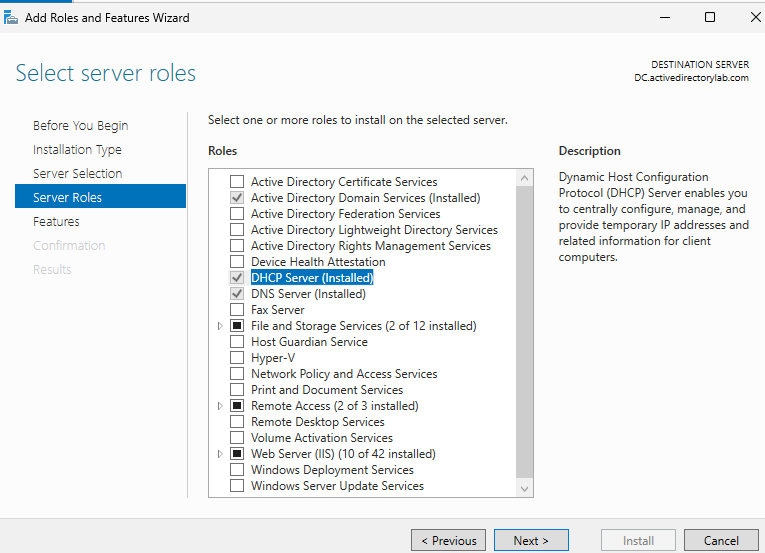 Add Roles and Features Wizard
Select server roles
DESTINATION SERVER
DC.activedirectorylab.com
Before You Begin
Installation Type
Server Selection
Server Roles
Features
Confirmation
Results
Select one or more roles to install on the selected server.
Roles
Active Directory Certificate Services
Active Directory Domain Services (Installed)
Active Directory Federation Services
Active Directory Lightweight Directory Services
Active Directory Rights Management Services
Device Health Attestation
DHCP Server (Installed)
DNS Server (Installed)
Fax Server
File and Storage Services (2 of 12 installed)
Host Guardian Service
Hyper-V
Network Policy and Access Services
Print and Document Services
Remote Access (2 of 3 installed)
Remote Desktop Services
Volume Activation Services
Web Server (IIS) (10 of 42 installed)
Windows Deployment Services
Windows Server Update Services
Description
Dynamic Host Configuration
Protocol (DHCP) Server enables you
to centrally configure, manage, and
provide temporary IP addresses and
related information for client
computers.
< Previous
Next >
Install
Cancel